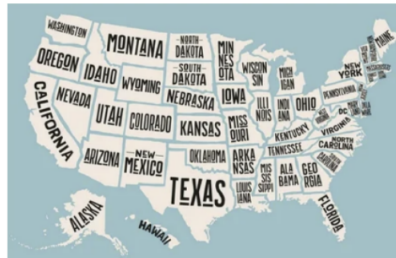 WASHINGTON
MONTANA
NORTH
DAKOTA
MIN
NES
OTA
OREGON
IDAHO
WYOMING
SOUTH
DAKOTA
WISCON
SIN
MICH
IGAN
NEW
YORK
MAINE
NEVADA
UTAH
COLORADO
NEBRASKA
IOWA
ILLI
NOIS
INDI
ANA
OHIO
PENNSYLVANIA
CALIFORNIA
KANSAS
MISS
OURI
KENTUCKY
VIRGINIA
DC
ARIZONA
NEW
MEXICO
OKLAHOMA
ARKA
NSAS
TENNESSEE
NORTH
CAROLINA
SOUTH
CAROLINA
TEXAS
LOUIS
IANA
MIS
SIS
SIPPI
ALA
BAMA
GEO
RGIA
FLORIDA
ALASKA
HAWAII